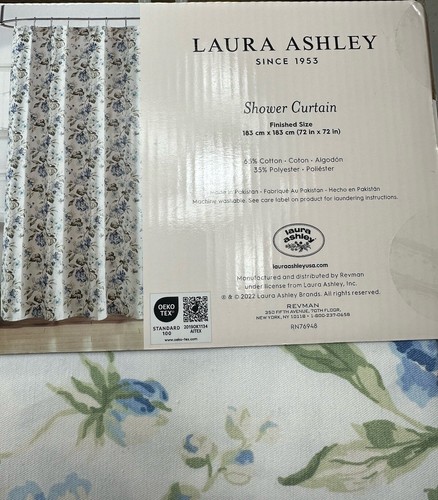 LAURA ASHLEY
SINCE 1953
Shower Curtain
Finished Size
183 cm x 183 cm (72 in x 72 in)
65% Cotton • Coton • Algodón
35% Polyester • Poliéster
Made in Pakistan • Fabriqué Au Pakistan • Hecho en Pakistán
Machine washable. See care label on product for laundering instructions.
laura ashley
lauraashleyusa.com
Manufactured and distributed by Revman
under license from Laura Ashley, Inc.
® & © 2022 Laura Ashley Brands. All rights reserved.
REVMAN
350 FIFTH AVENUE, 70TH FLOOR,
NEW YORK, NY 10118 • 1-800-237-0658
RN76948
OEKO
TEX®
STANDARD
100
2019OK1134
AITEX
www.oeko-tex.com